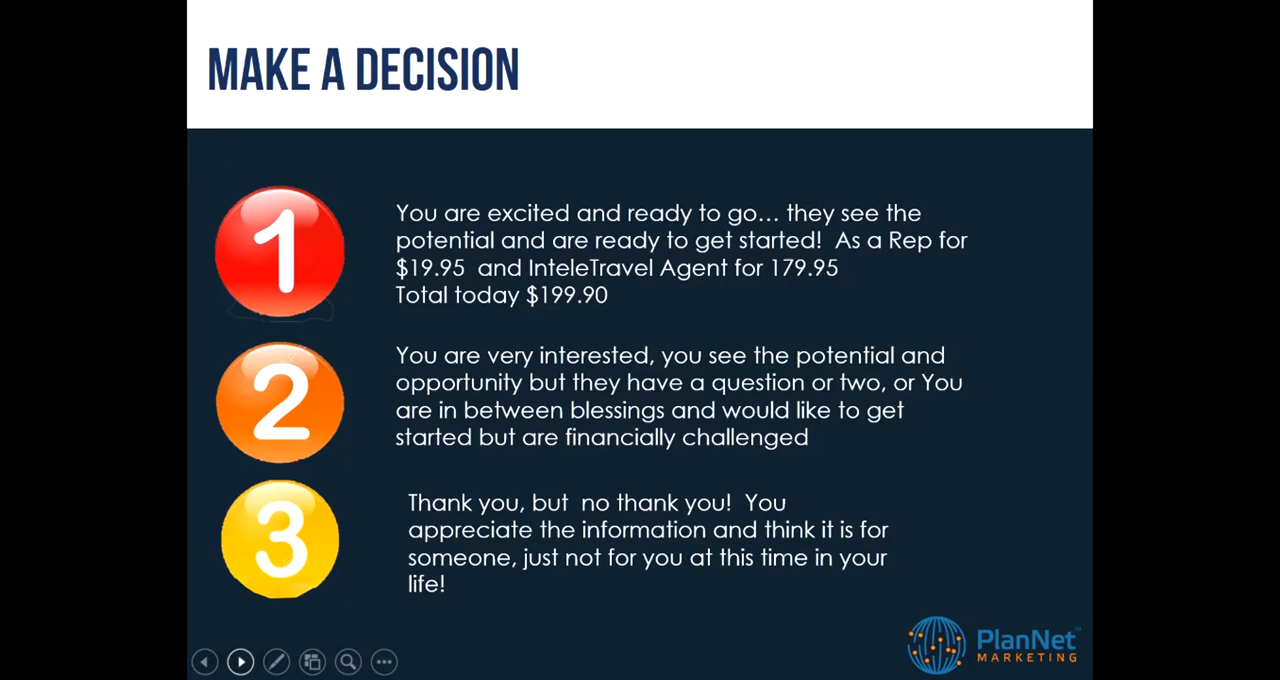 MAKE A DECISION
1
You are excited and ready to go... they see the
potential and are ready to get started!  As a Rep for
$19.95  and InteleTravel Agent for 179.95
Total today $199.90
2
You are very interested, you see the potential and
opportunity but they have a question or two, or You
are in between blessings and would like to get
started but are financially challenged
3
Thank you, but  no thank you!  You
appreciate the information and think it is for
someone, just not for you at this time in your
life!
PlanNet™
MARKETING